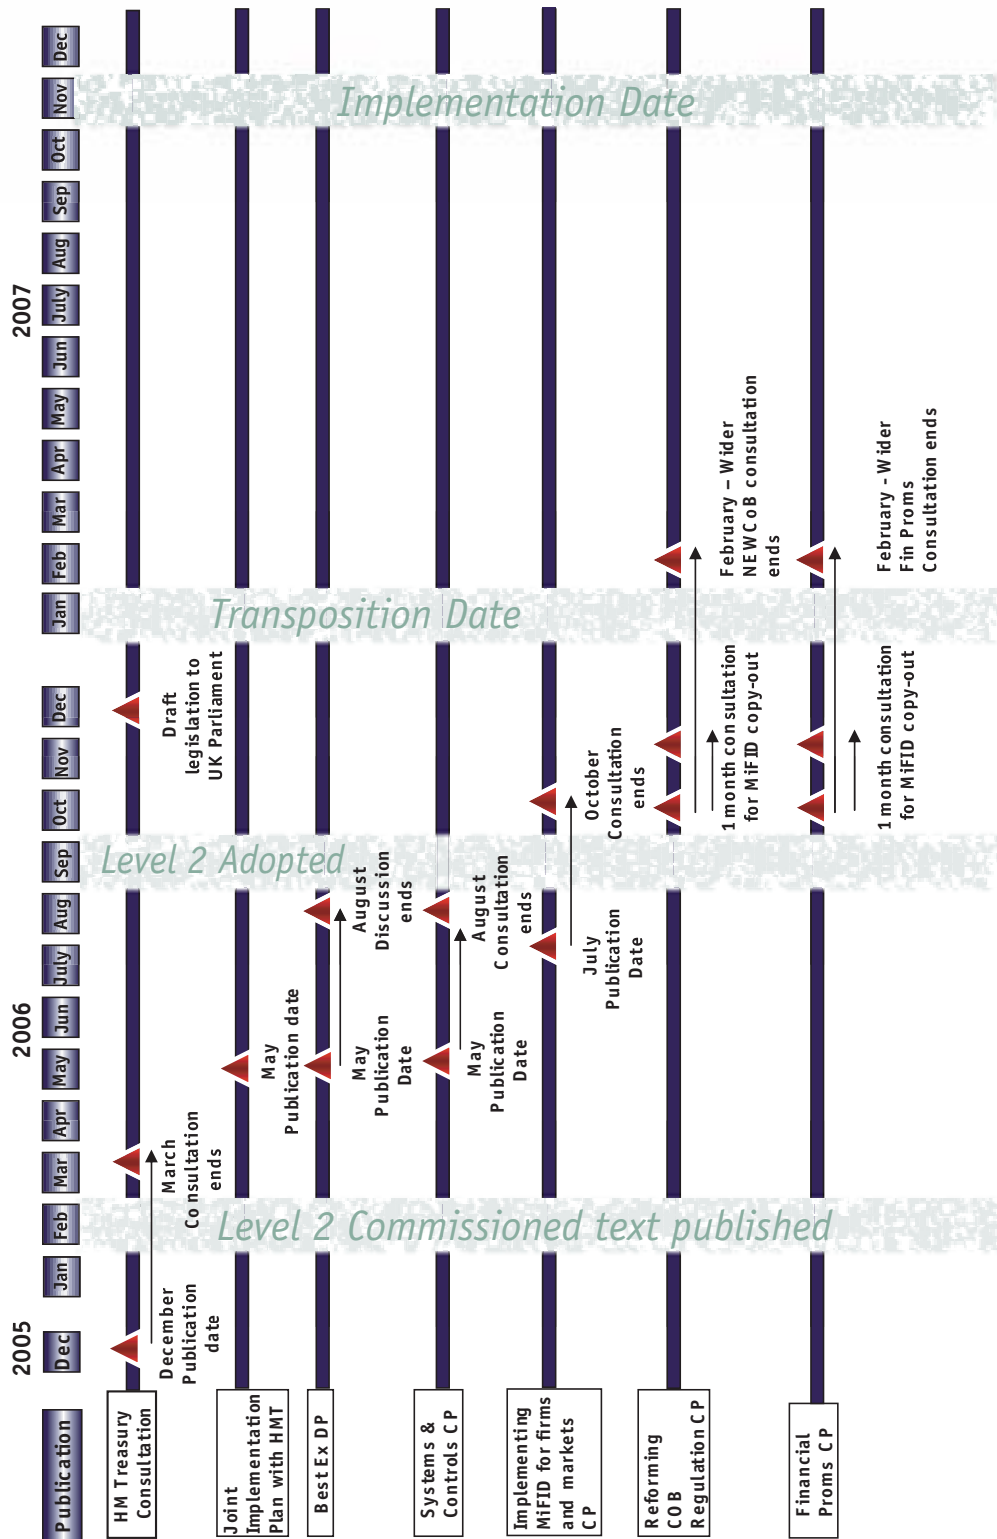 2005
2006
2007
Publication
Dec
Jan
Feb
Mar
Apr
May
Jun
July
Aug
Sep
Oct
Nov
Dec
Jan
Feb
Mar
Apr
May
Jun
July
Aug
Sep
Oct
Nov
Dec
HM Treasury
Consultation
December
Publication
date
March
Consultation
ends
Draft
legislation to
UK Parliament
Joint
Implementation
Plan with HMT
May
Publication date
Best Ex DP
May
Publication
Date
August
Discussion
ends
Systems &
Controls CP
May
Publication
Date
August
Consultation
ends
Implementing
MiFID for firms
and markets
CP
July
Publication
Date
October
Consultation
ends
Reforming
COB
Regulation CP
1 month consultation
for MiFID copy-out
February – Wider
NEWCoB consultation
ends
Financial
Proms CP
1 month consultation
for MiFID copy-out
February - Wider
Fin Proms
Consultation ends
Level 2 Commissioned text published
Level 2 Adopted
Transposition Date
Implementation Date